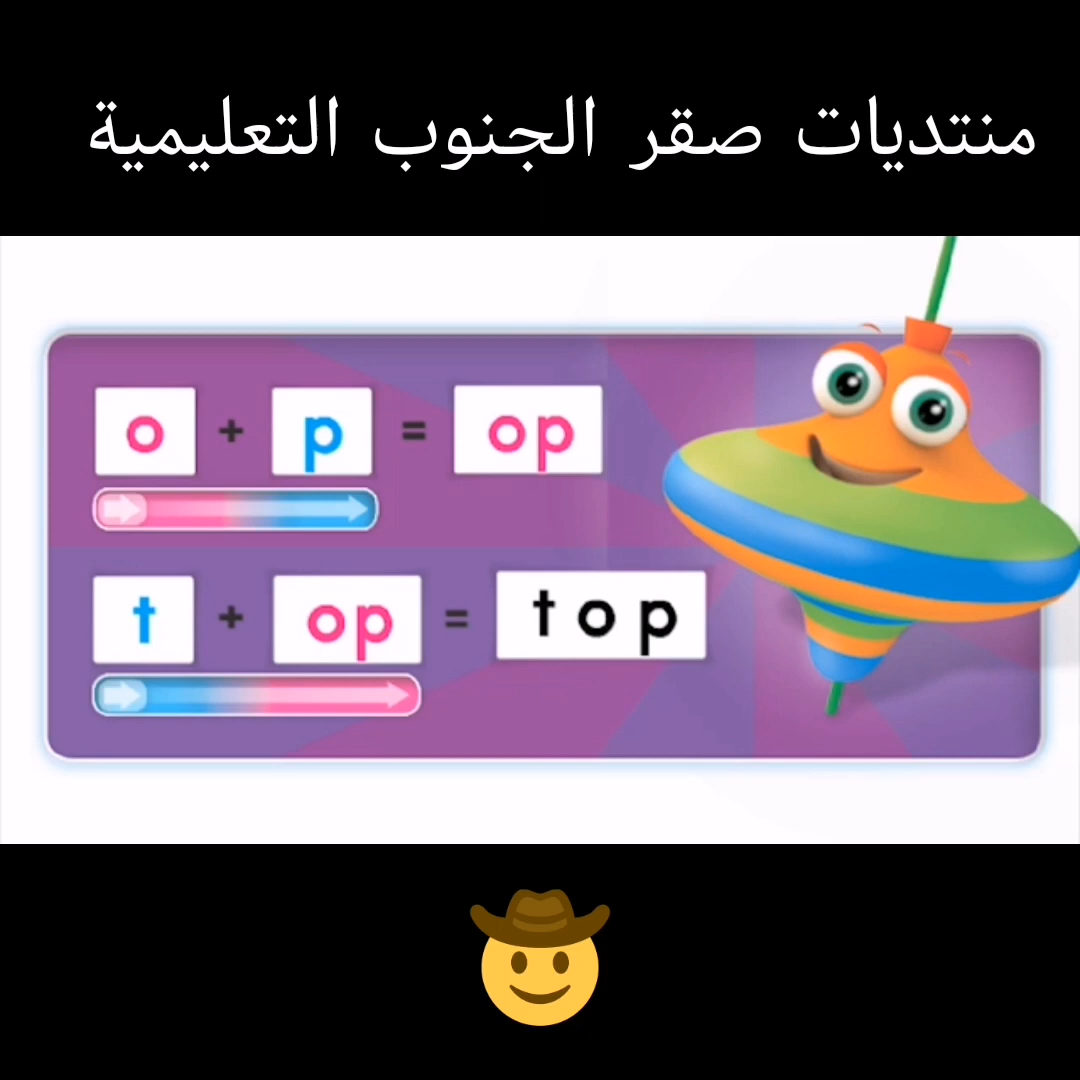 منتديات صقر الجنوب التعليمية
o + p = op
t + op = top